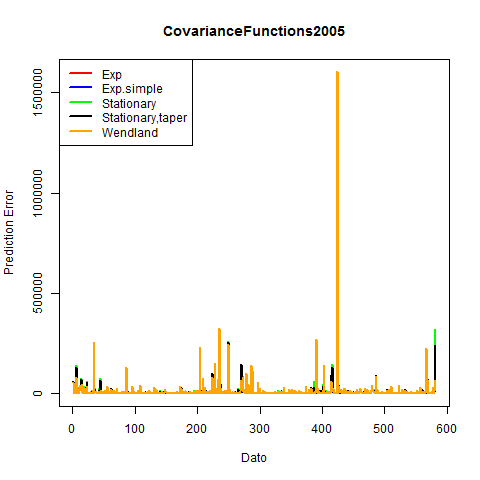 CovarianceFunctions2005
Exp
Exp.simple
Stationary
Stationary,taper
Wendland
Prediction Error
0
500000
1000000
1500000
0 100 200 300 400 500 600
Dato